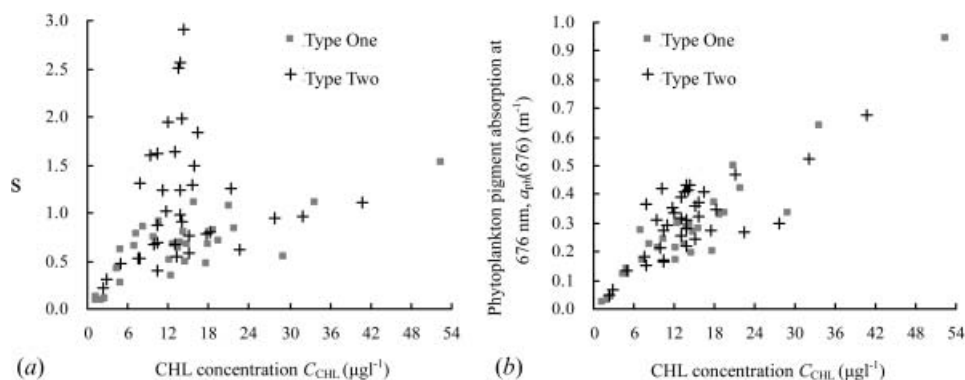 3.0
2.5
2.0
1.5
1.0
0.5
0.0
S
Type One
Type Two
0 6 12 18 24 30 36 42 48 54
(a)
CHL concentration CCHL (μgl-1)
1.0
0.9
0.8
0.7
0.6
0.5
0.4
0.3
0.2
0.1
0.0
Phytoplankton pigment absorption at
676 nm, aph(676) (m-1)
Type One
Type Two
0 6 12 18 24 30 36 42 48 54
(b)
CHL concentration CCHL (μgl-1)